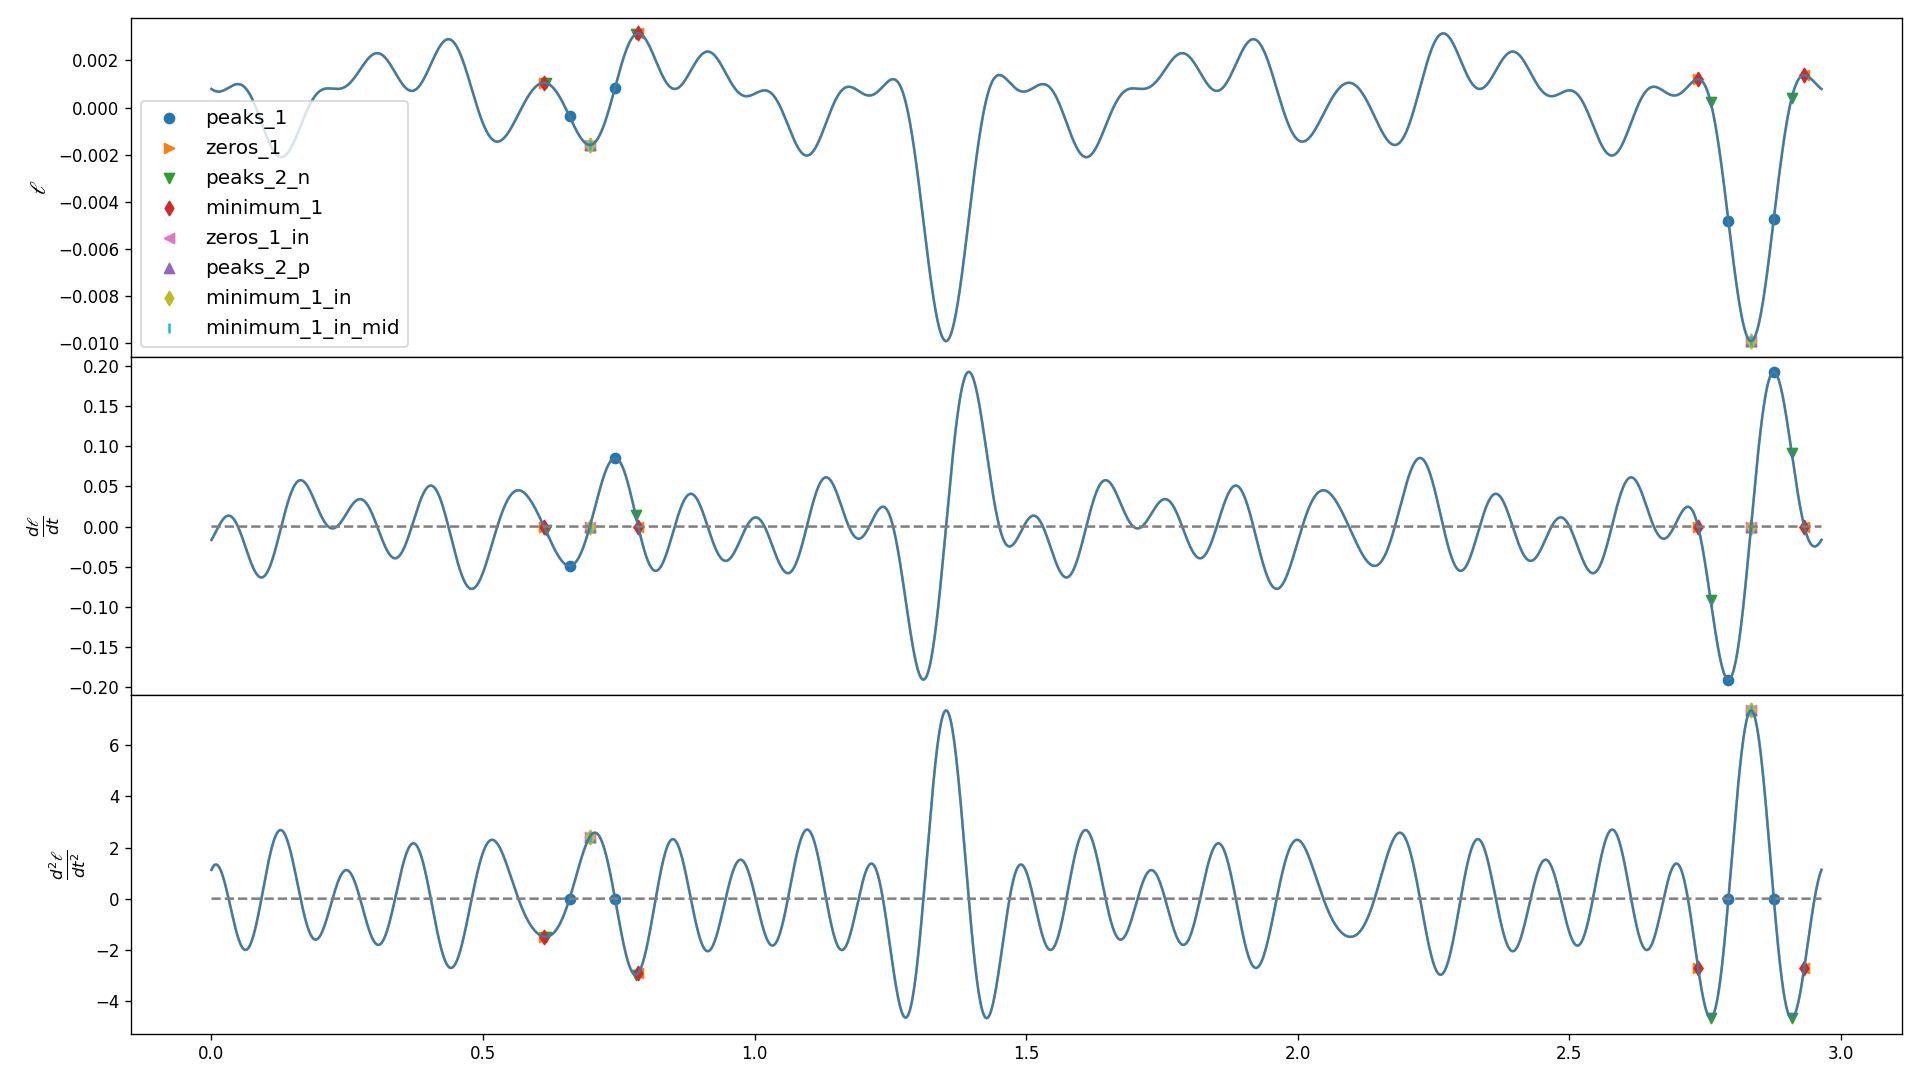 0.002
0.000
−0.002
−0.004
−0.006
−0.008
−0.010
ℓ
peaks_1
zeros_1
peaks_2_n
minimum_1
zeros_1_in
peaks_2_p
minimum_1_in
minimum_1_in_mid
0.20
0.15
0.10
0.05
0.00
−0.05
−0.10
−0.15
−0.20
dℓ/dt
6
4
2
0
−2
−4
d²ℓ/dt²
0.0 0.5 1.0 1.5 2.0 2.5 3.0